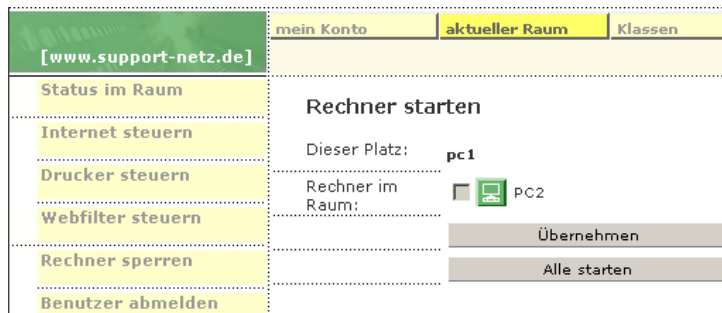 [www.support-netz.de]
mein Konto
aktueller Raum
Klassen
Status im Raum
Internet steuern
Drucker steuern
Webfilter steuern
Rechner sperren
Benutzer abmelden
Rechner starten
Dieser Platz:
pc1
Rechner im
Raum:
PC2
Übernehmen
Alle starten